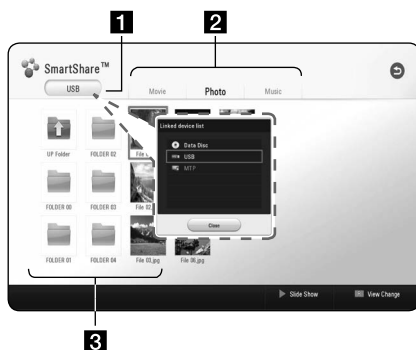 1
2
SmartShare™
USB
Movie
Photo
Music
Linked device list
Data Disc
USB
MTP
Close
UP Folder
FOLDER 02
FOLDER 00
FOLDER 03
File 02.
FOLDER 01
FOLDER 04
File 03.jpg
File 06.jpg
Slide Show
View Change
3